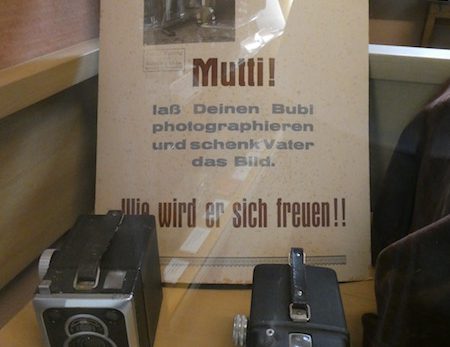 Mutti!
laß Deinen Bubi
photographieren
und schenk Vater
das Bild.
Wie wird er sich freuen!!